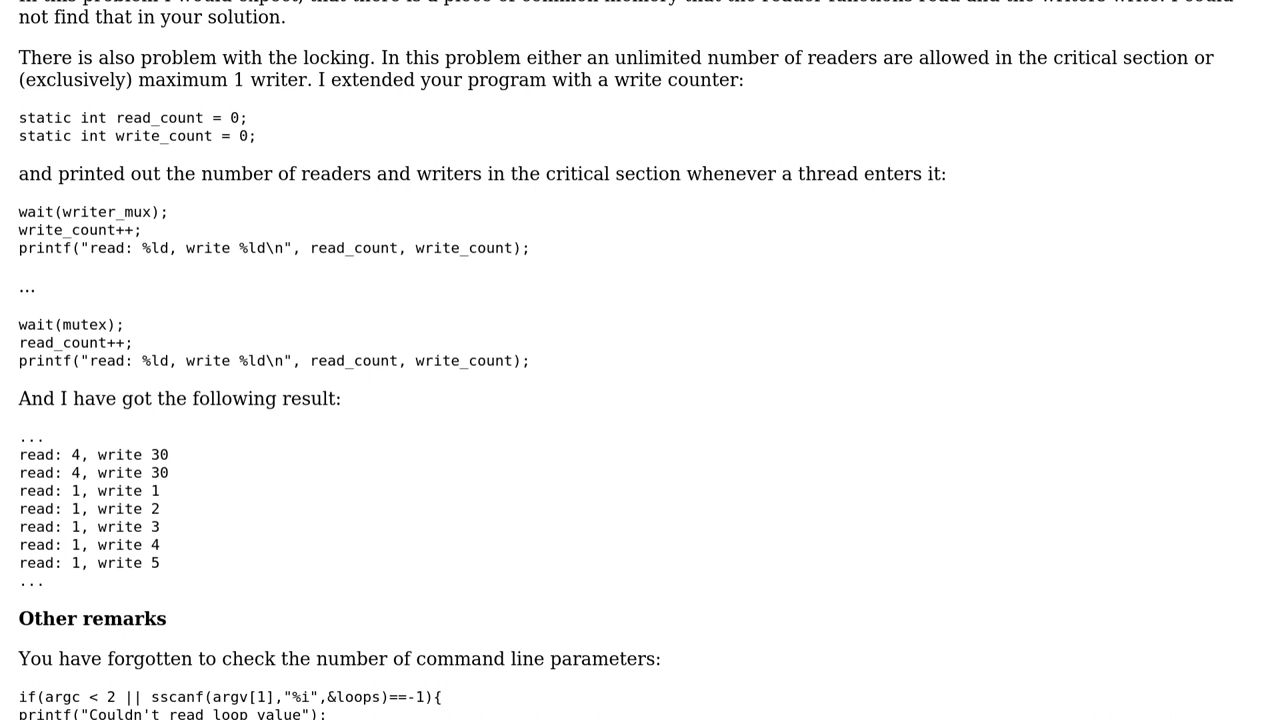 not find that in your solution.
There is also problem with the locking. In this problem either an unlimited number of readers are allowed in the critical section or
(exclusively) maximum 1 writer. I extended your program with a write counter:
static int read_count = 0;
static int write_count = 0;
and printed out the number of readers and writers in the critical section whenever a thread enters it:
wait(writer_mux);
write_count++;
printf("read: %ld, write %ld\n", read_count, write_count);
...
wait(mutex);
read_count++;
printf("read: %ld, write %ld\n", read_count, write_count);
And I have got the following result:
...
read: 4, write 30
read: 4, write 30
read: 1, write 1
read: 1, write 2
read: 1, write 3
read: 1, write 4
read: 1, write 5
...
Other remarks
You have forgotten to check the number of command line parameters:
if(argc < 2 || sscanf(argv[1],"%i",&loops)==-1){
printf("Couldn't read loop value");